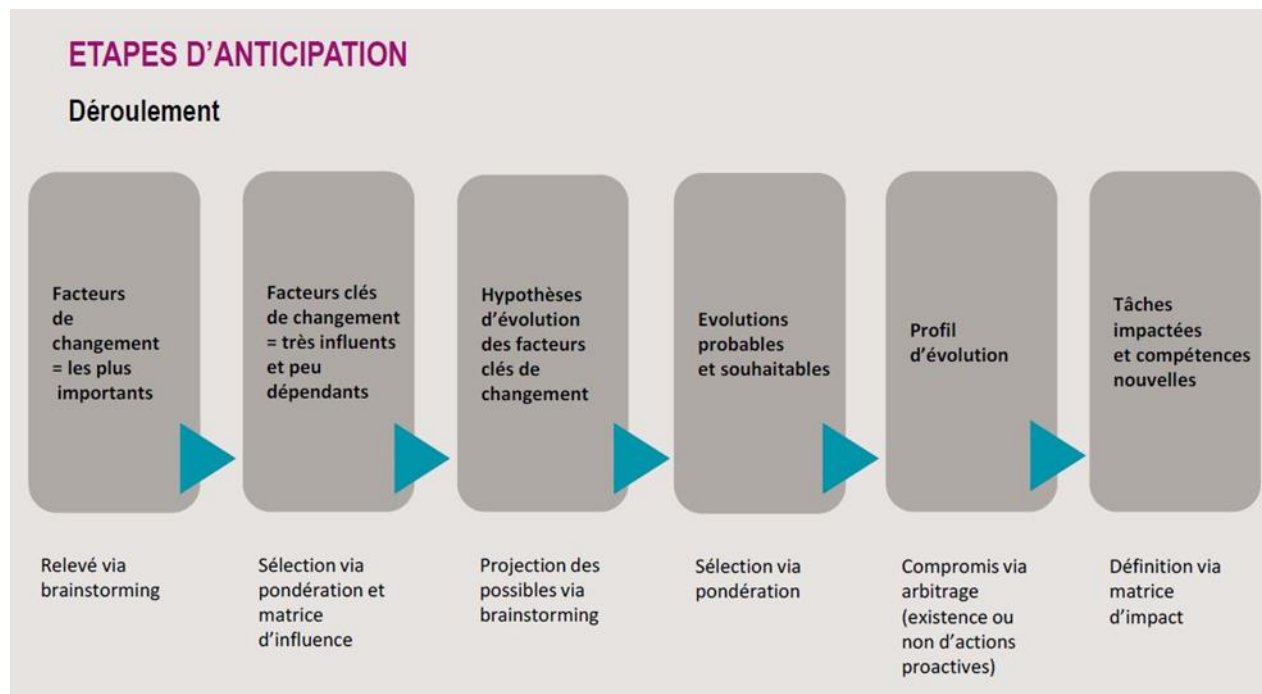 ETAPES D'ANTICIPATION
Déroulement
Facteurs
de
changement
= les plus
importants
Facteurs clés
de changement
= très influents
et peu
dépendants
Hypothèses
d'évolution
des facteurs
clés de
changement
Evolutions
probables
et souhaitables
Profil
d'évolution
Tâches
impactées
et compétences
nouvelles
Relevé via
brainstorming
Sélection via
pondération et
matrice
d'influence
Projection des
possibles via
brainstorming
Sélection via
pondération
Compromis via
arbitrage
(existence ou
non d'actions
proactives)
Définition via
matrice
d'impact